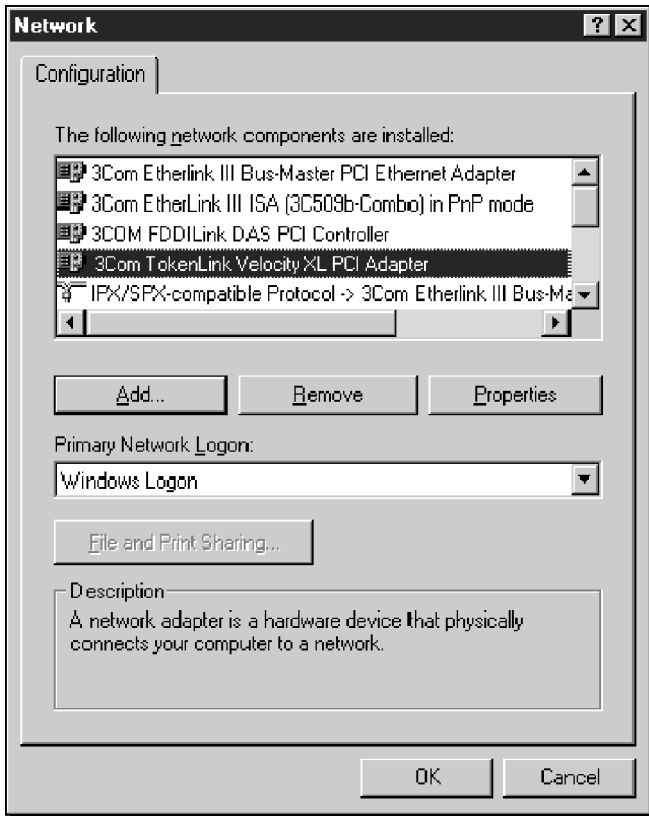 Network
Configuration
The following network components are installed:
3Com Etherlink III Bus-Master PCI Ethernet Adapter
3Com EtherLink III ISA (3C509b-Combo) in PnP mode
3COM FDDILink DAS PCI Controller
3Com TokenLink Velocity XL PCI Adapter
IPX/SPX-compatible Protocol -> 3Com Etherlink III Bus-Ma
Add... Remove Properties
Primary Network Logon:
Windows Logon
File and Print Sharing...
Description
A network adapter is a hardware device that physically
connects your computer to a network.
OK Cancel